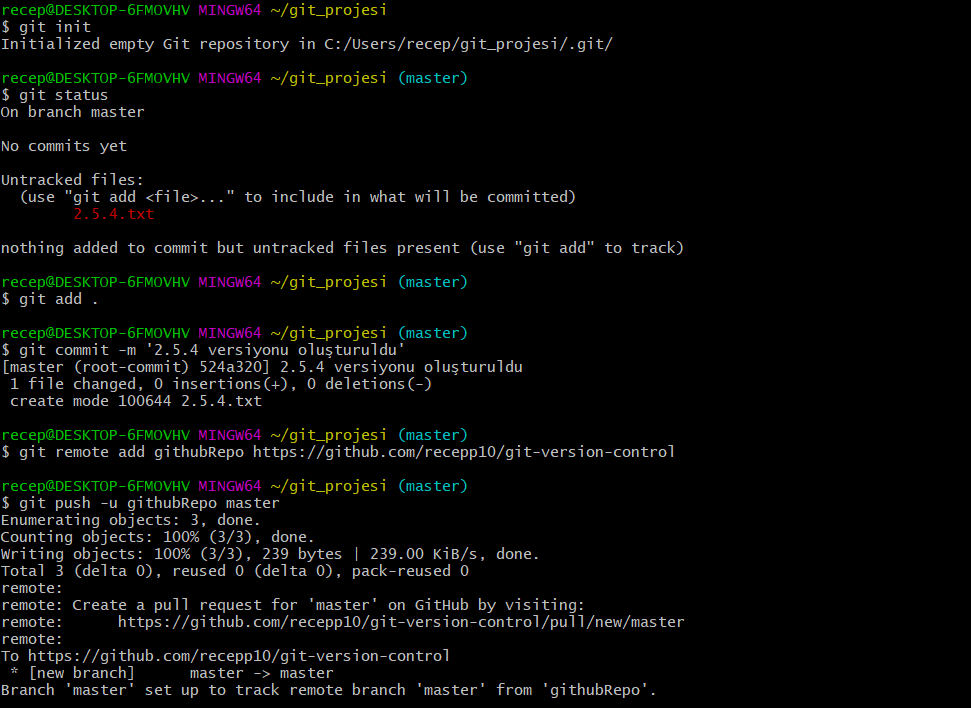 recep@DESKTOP-6FMOVHV MINGW64 ~/git_projesi
$ git init
Initialized empty Git repository in C:/Users/recep/git_projesi/.git/

recep@DESKTOP-6FMOVHV MINGW64 ~/git_projesi (master)
$ git status
On branch master

No commits yet

Untracked files:
  (use "git add <file>..." to include in what will be committed)
        2.5.4.txt

nothing added to commit but untracked files present (use "git add" to track)

recep@DESKTOP-6FMOVHV MINGW64 ~/git_projesi (master)
$ git add .

recep@DESKTOP-6FMOVHV MINGW64 ~/git_projesi (master)
$ git commit -m '2.5.4 versiyonu oluşturuldu'
[master (root-commit) 524a320] 2.5.4 versiyonu oluşturuldu
 1 file changed, 0 insertions(+), 0 deletions(-)
 create mode 100644 2.5.4.txt

recep@DESKTOP-6FMOVHV MINGW64 ~/git_projesi (master)
$ git remote add githubRepo https://github.com/recepp10/git-version-control

recep@DESKTOP-6FMOVHV MINGW64 ~/git_projesi (master)
$ git push -u githubRepo master
Enumerating objects: 3, done.
Counting objects: 100% (3/3), done.
Writing objects: 100% (3/3), 239 bytes | 239.00 KiB/s, done.
Total 3 (delta 0), reused 0 (delta 0), pack-reused 0
remote:
remote: Create a pull request for 'master' on GitHub by visiting:
remote:      https://github.com/recepp10/git-version-control/pull/new/master
remote:
To https://github.com/recepp10/git-version-control
 * [new branch]      master -> master
Branch 'master' set up to track remote branch 'master' from 'githubRepo'.